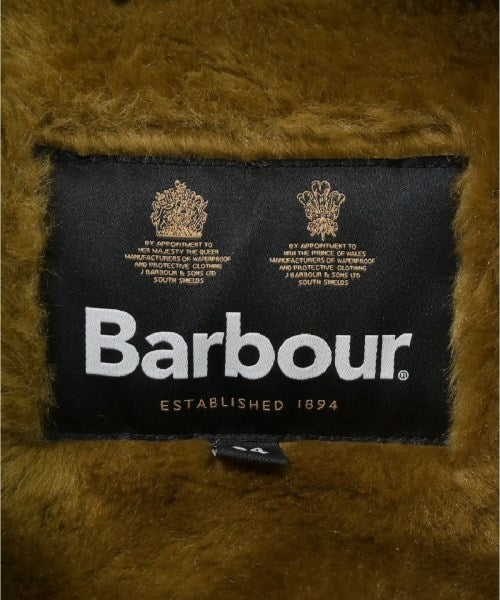 BY APPOINTMENT TO
HER MAJESTY THE QUEEN
MANUFACTURERS OF WATERPROOF
AND PROTECTIVE CLOTHING
J BARBOUR & SONS LTD
SOUTH SHIELDS
BY APPOINTMENT TO
HRH THE PRINCE OF WALES
MANUFACTURERS OF WATERPROOF
AND PROTECTIVE CLOTHING
J BARBOUR & SONS LTD
SOUTH SHIELDS
Barbour®
ESTABLISHED 1894